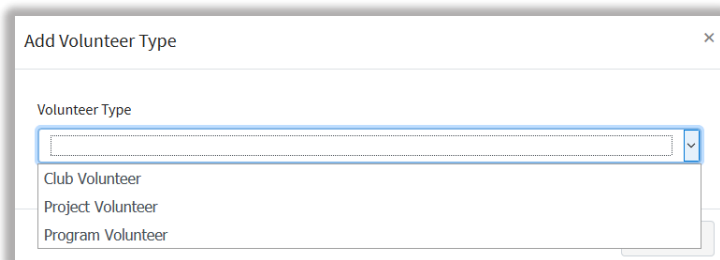 Add Volunteer Type
×
Volunteer Type
Club Volunteer
Project Volunteer
Program Volunteer